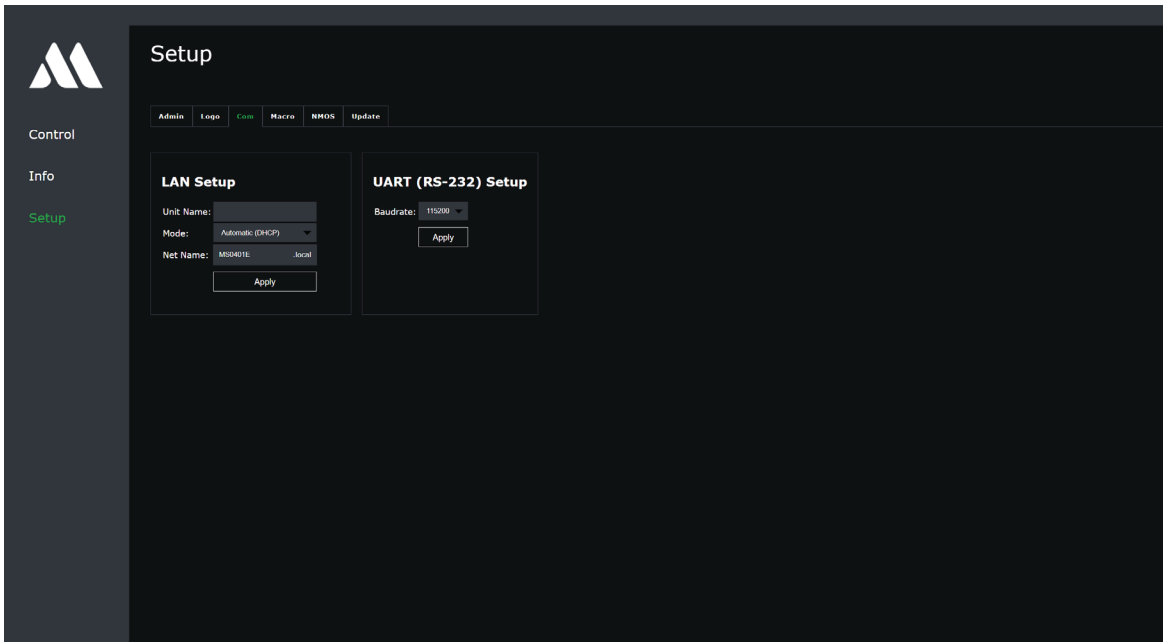 Setup
Admin Logo Com Macro NMOS Update
Control
Info
Setup
LAN Setup
Unit Name:
Mode: Automatic (DHCP)
Net Name: MS0401E .local
Apply
UART (RS-232) Setup
Baudrate: 115200
Apply